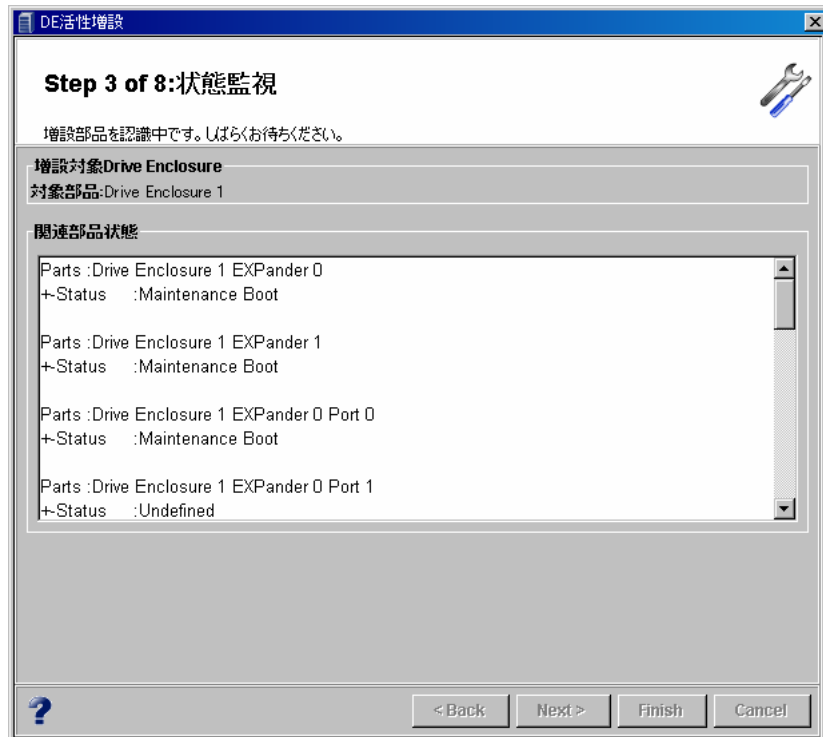 DE活性増設
Step 3 of 8:状態監視
増設部品を認識中です。しばらくお待ちください。
増設対象Drive Enclosure
対象部品:Drive Enclosure 1
関連部品状態
Parts :Drive Enclosure 1 EXPander 0
+-Status :Maintenance Boot
Parts :Drive Enclosure 1 EXPander 1
+-Status :Maintenance Boot
Parts :Drive Enclosure 1 EXPander 0 Port 0
+-Status :Maintenance Boot
Parts :Drive Enclosure 1 EXPander 0 Port 1
+-Status :Undefined
< Back Next > Finish Cancel